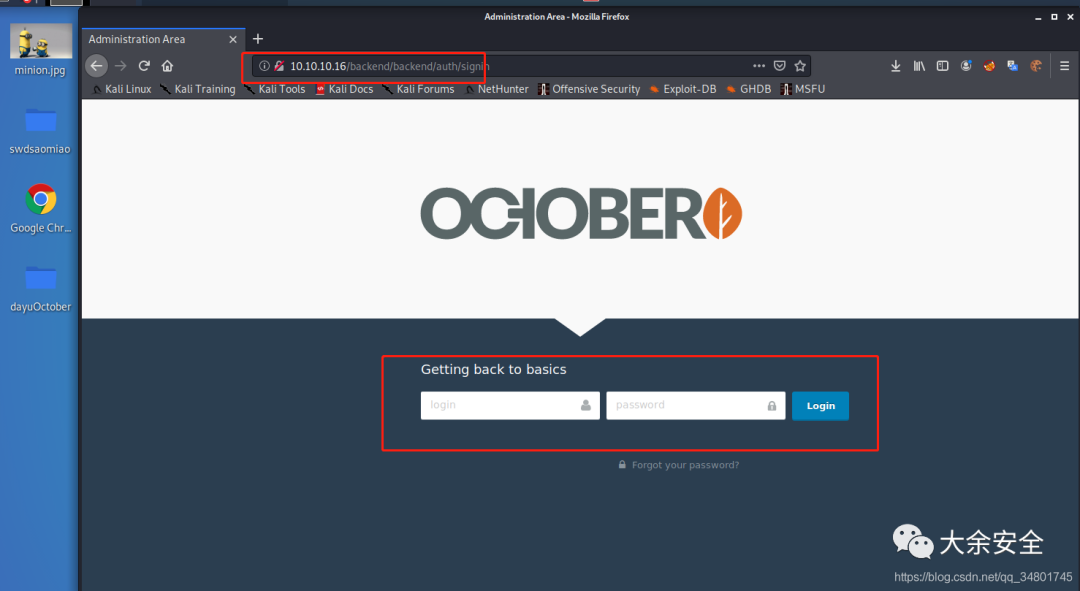 Administration Area - Mozilla Firefox
Administration Area
10.10.10.16/backend/backend/auth/signin
Kali Linux Kali Training Kali Tools Kali Docs Kali Forums NetHunter Offensive Security Exploit-DB GHDB MSFU
minion.jpg
swdsaomiao
Google Chr...
dayuOctober
OCTOBER
Getting back to basics
login password Login
Forgot your password?
大余安全
https://blog.csdn.net/qq_34801745